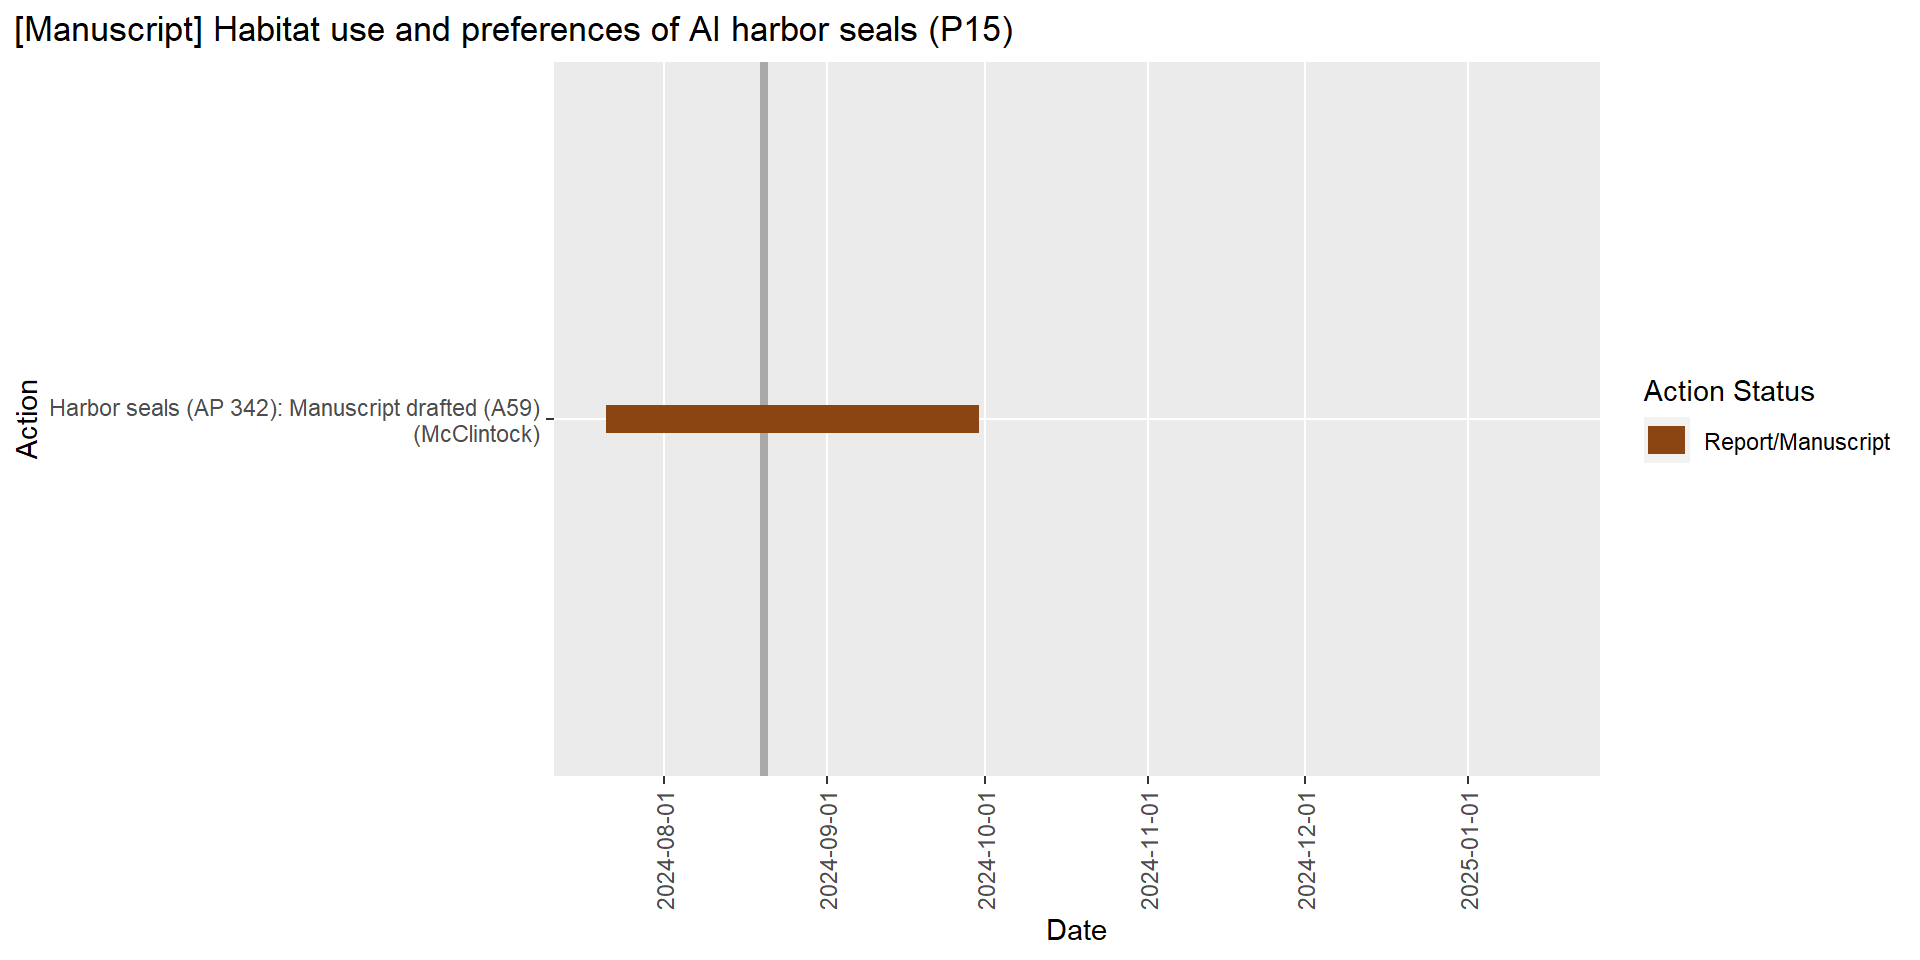 [Manuscript] Habitat use and preferences of AI harbor seals (P15)
Action
Harbor seals (AP 342): Manuscript drafted (A59)
(McClintock)
Action Status
Report/Manuscript
2024-08-01
2024-09-01
2024-10-01
2024-11-01
2024-12-01
2025-01-01
Date